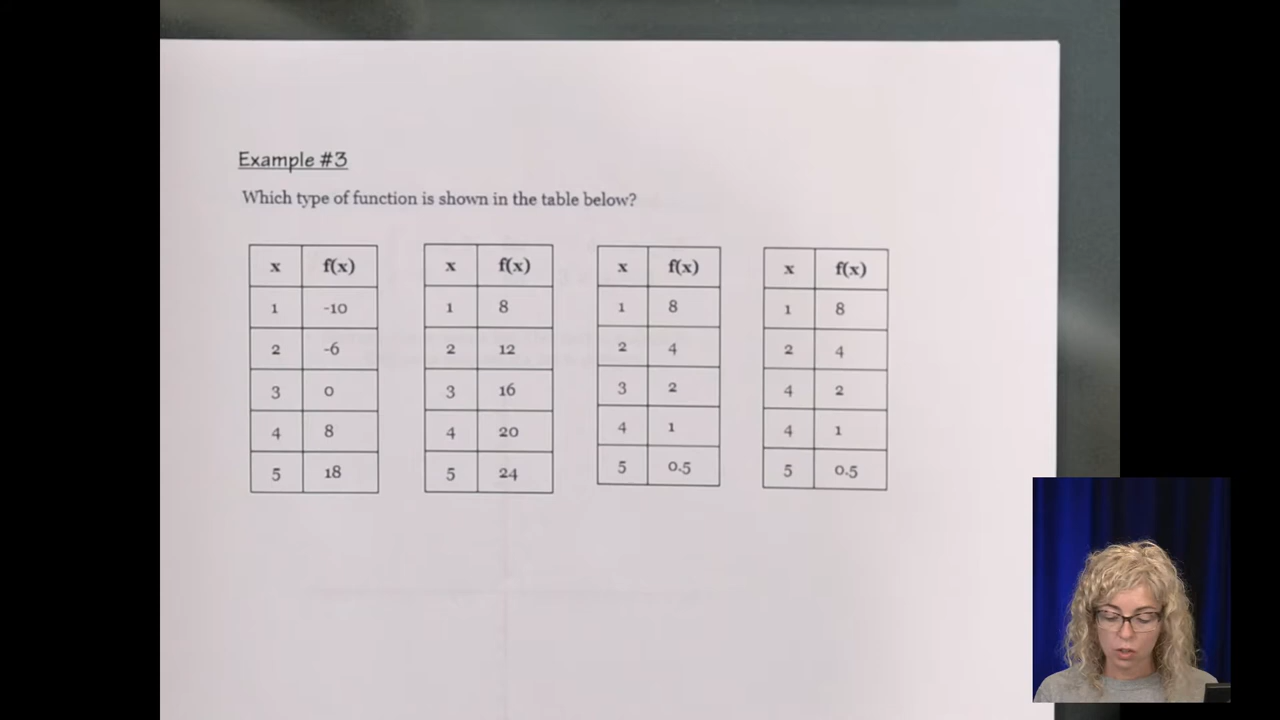 Example #3
Which type of function is shown in the table below?
x f(x) x f(x) x f(x) x f(x)
1 -10 1 8 1 8 1 8
2 -6 2 12 2 4 2 4
3 0 3 16 3 2 4 2
4 8 4 20 4 1 4 1
5 18 5 24 5 0.5 5 0.5